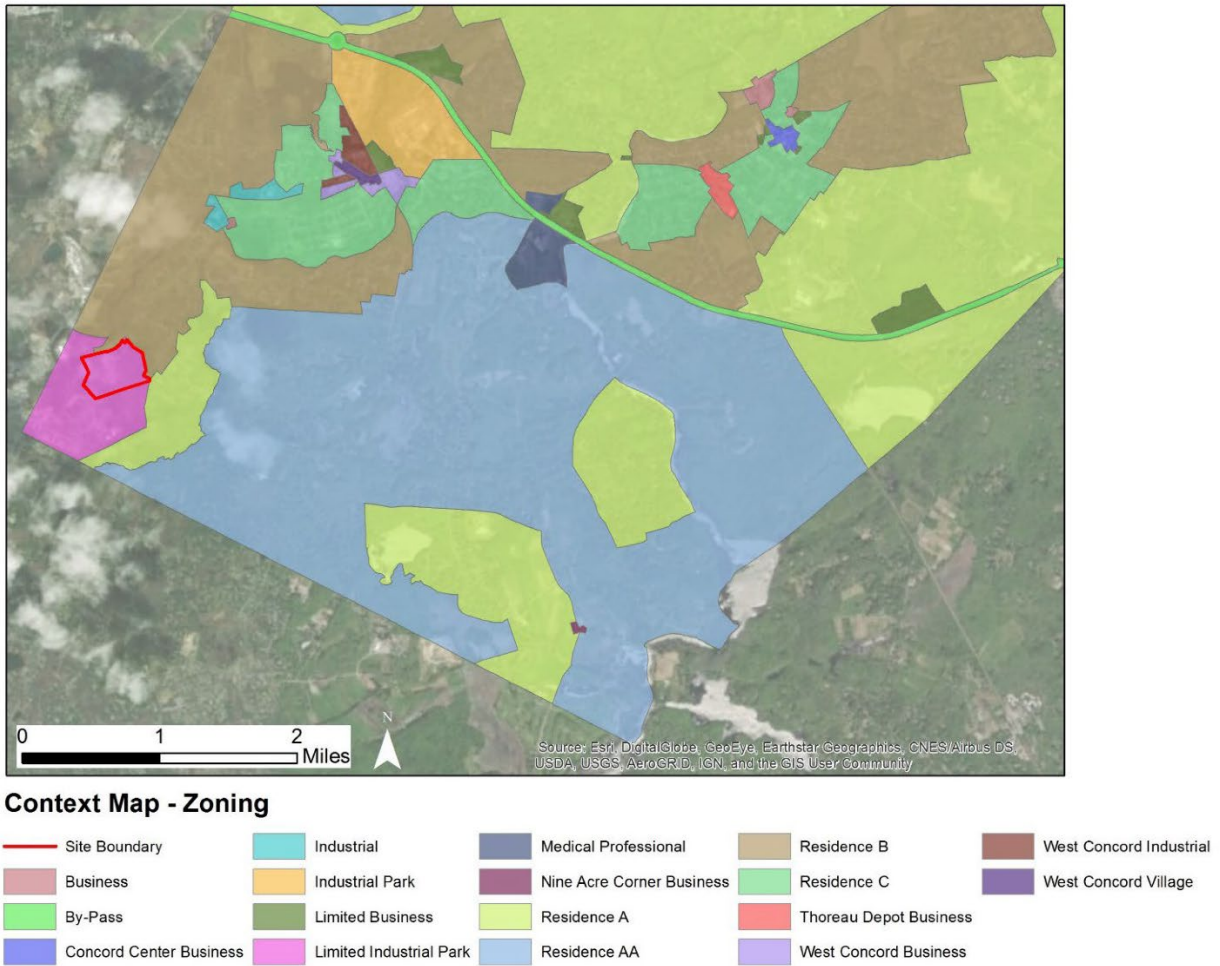 0 1 2
Miles
N
Source: Esri, DigitalGlobe, GeoEye, Earthstar Geographics, CNES/Airbus DS,
USDA, USGS, AeroGRID, IGN, and the GIS User Community
Context Map - Zoning
Site Boundary
Business
By-Pass
Concord Center Business
Industrial
Industrial Park
Limited Business
Limited Industrial Park
Medical Professional
Nine Acre Corner Business
Residence A
Residence AA
Residence B
Residence C
Thoreau Depot Business
West Concord Business
West Concord Industrial
West Concord Village